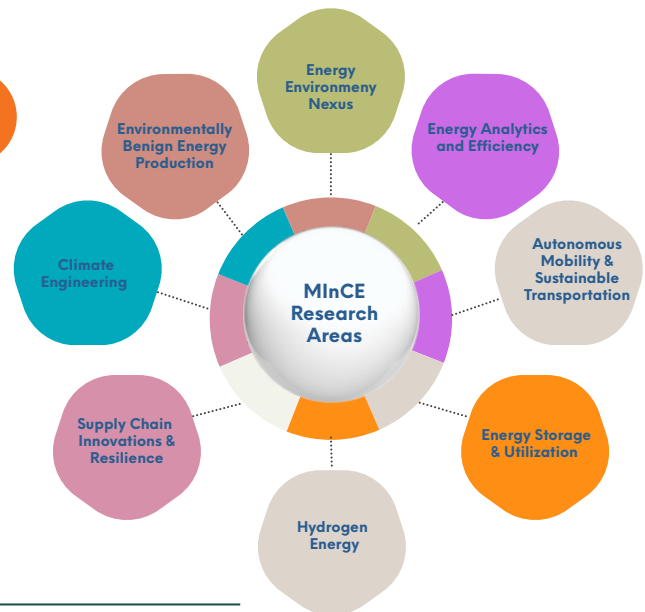 Energy
Environmeny
Nexus
Environmentally
Benign Energy
Production
Energy Analytics
and Efficiency
Climate
Engineering
Autonomous
Mobility &
Sustainable
Transportation
MInCE
Research
Areas
Supply Chain
Innovations &
Resilience
Energy Storage
& Utilization
Hydrogen
Energy